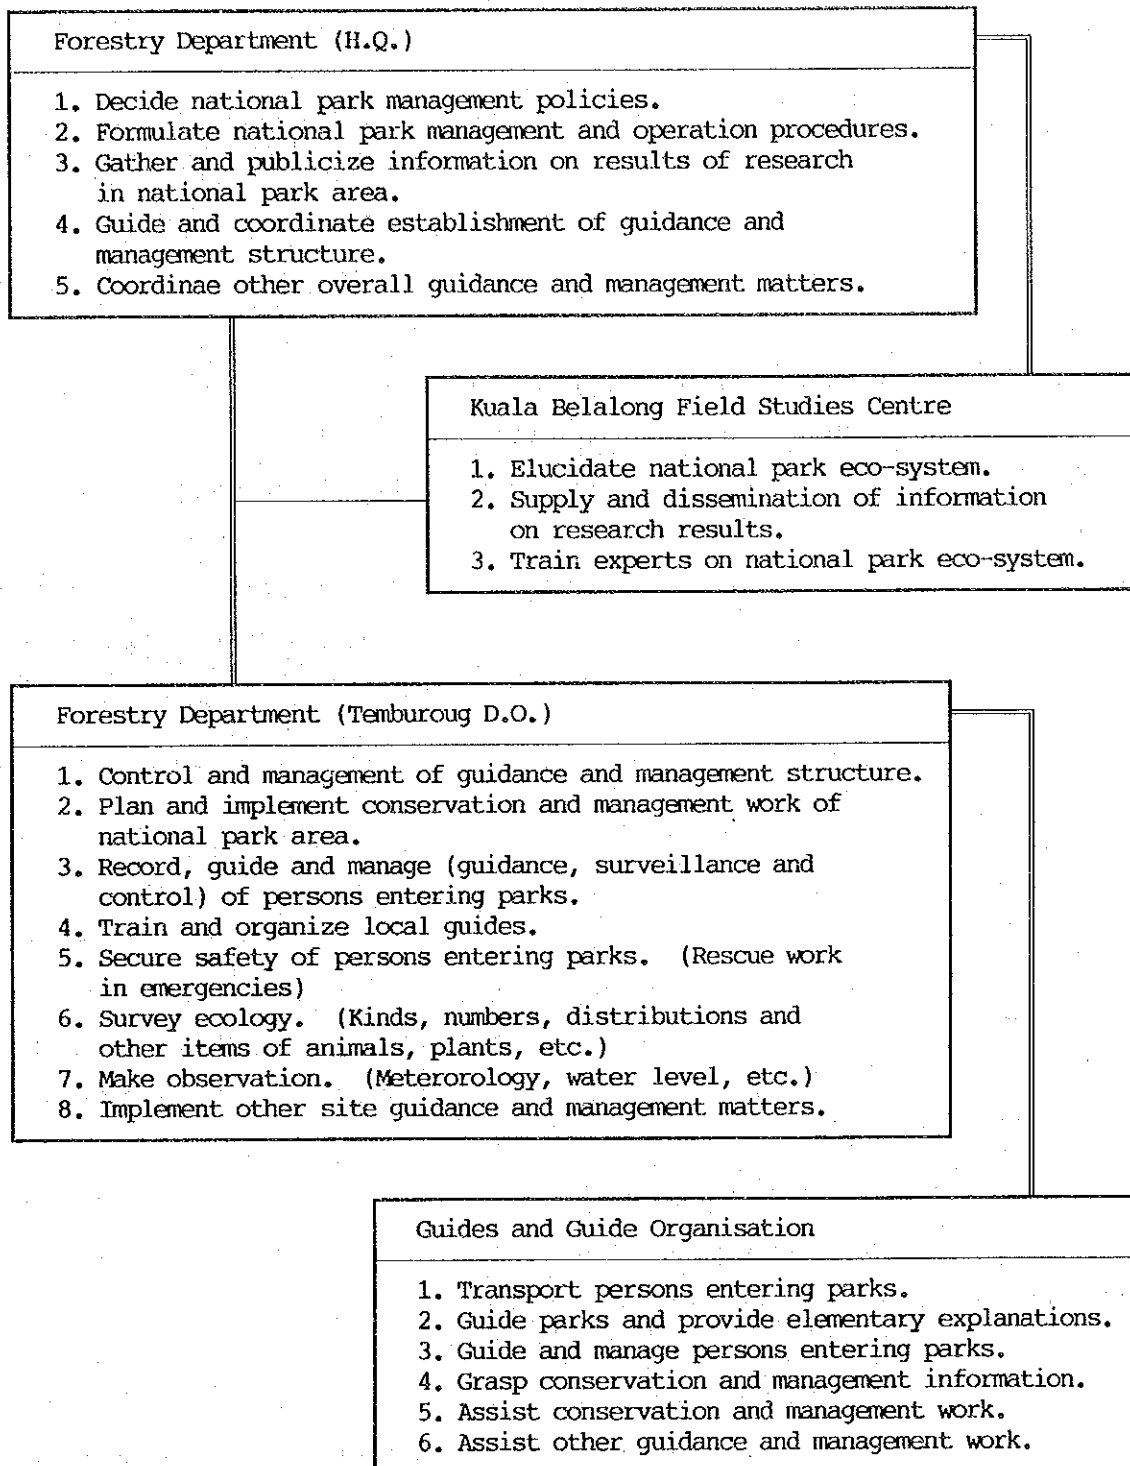 Forestry Department (H.Q.)
1. Decide national park management policies.
2. Formulate national park management and operation procedures.
3. Gather and publicize information on results of research
in national park area.
4. Guide and coordinate establishment of guidance and
management structure.
5. Coordinae other overall guidance and management matters.
Kuala Belalong Field Studies Centre
1. Elucidate national park eco-system.
2. Supply and dissemination of information
on research results.
3. Train experts on national park eco-system.
Forestry Department (Temburoug D.O.)
1. Control and management of guidance and management structure.
2. Plan and implement conservation and management work of
national park area.
3. Record, guide and manage (guidance, surveillance and
control) of persons entering parks.
4. Train and organize local guides.
5. Secure safety of persons entering parks. (Rescue work
in emergencies)
6. Survey ecology. (Kinds, numbers, distributions and
other items of animals, plants, etc.)
7. Make observation. (Meterorology, water level, etc.)
8. Implement other site guidance and management matters.
Guides and Guide Organisation
1. Transport persons entering parks.
2. Guide parks and provide elementary explanations.
3. Guide and manage persons entering parks.
4. Grasp conservation and management information.
5. Assist conservation and management work.
6. Assist other guidance and management work.